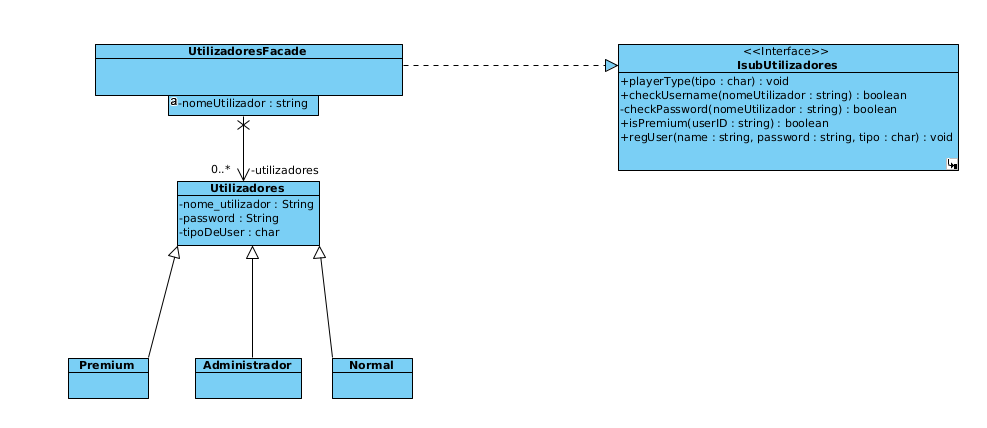 UtilizadoresFacade
a
-nomeUtilizador : string
0..*
-utilizadores
Utilizadores
-nome_utilizador : String
-password : String
-tipoDeUser : char
Premium
Administrador
Normal
<<Interface>>
IsubUtilizadores
+playerType(tipo : char) : void
+checkUsername(nomeUtilizador : string) : boolean
-checkPassword(nomeUtilizador : string) : boolean
+isPremium(userID : string) : boolean
+regUser(name : string, password : string, tipo : char) : void